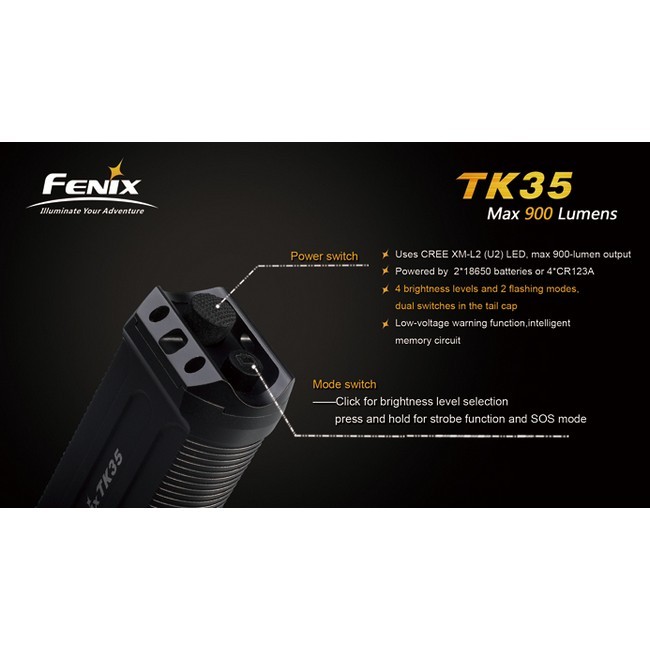 FENIX
Illuminate Your Adventure
TK35
Max 900 Lumens
Power switch
Uses CREE XM-L2 (U2) LED, max 900-lumen output
Powered by 2*18650 batteries or 4*CR123A
4 brightness levels and 2 flashing modes,
dual switches in the tail cap
Low-voltage warning function,intelligent
memory circuit
Mode switch
——Click for brightness level selection
press and hold for strobe function and SOS mode
xTK35